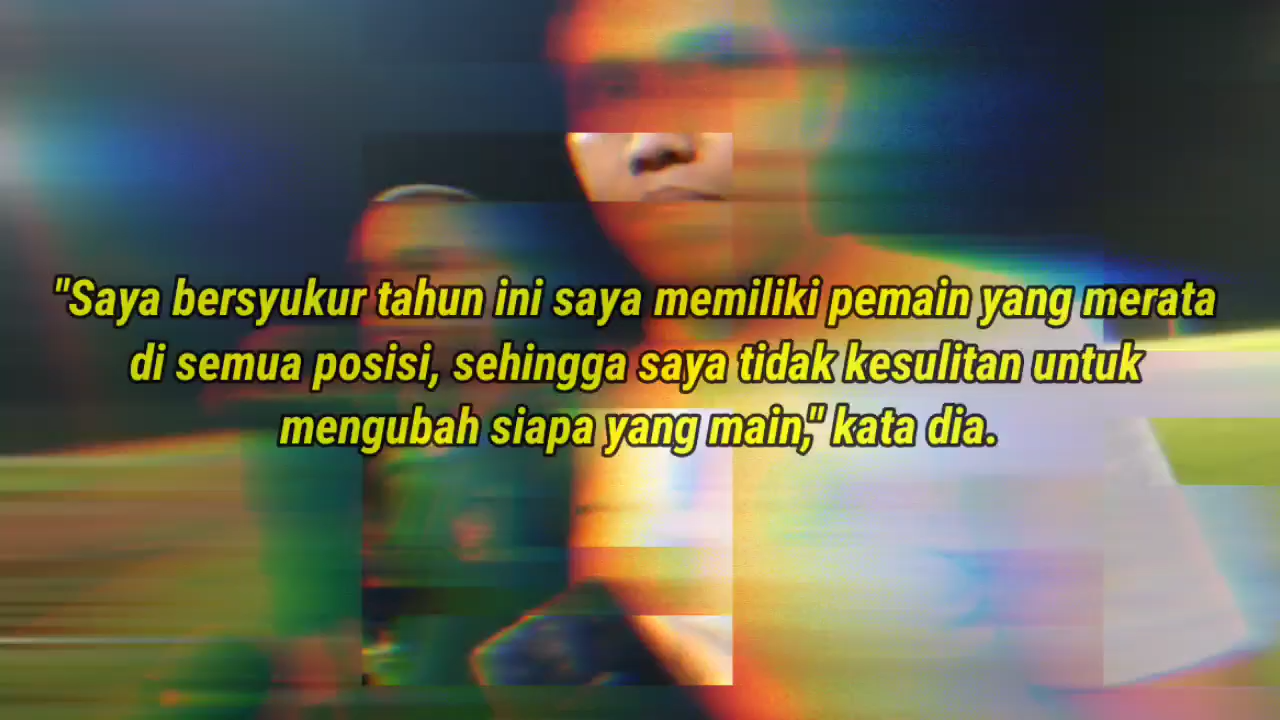 "Saya bersyukur tahun ini saya memiliki pemain yang merata
di semua posisi, sehingga saya tidak kesulitan untuk
mengubah siapa yang main," kata dia.